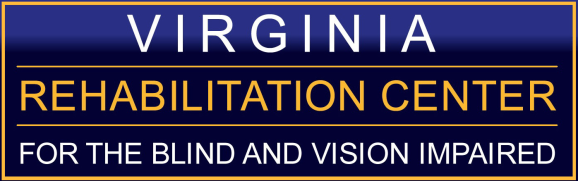 VIRGINIA
REHABILITATION CENTER
FOR THE BLIND AND VISION IMPAIRED